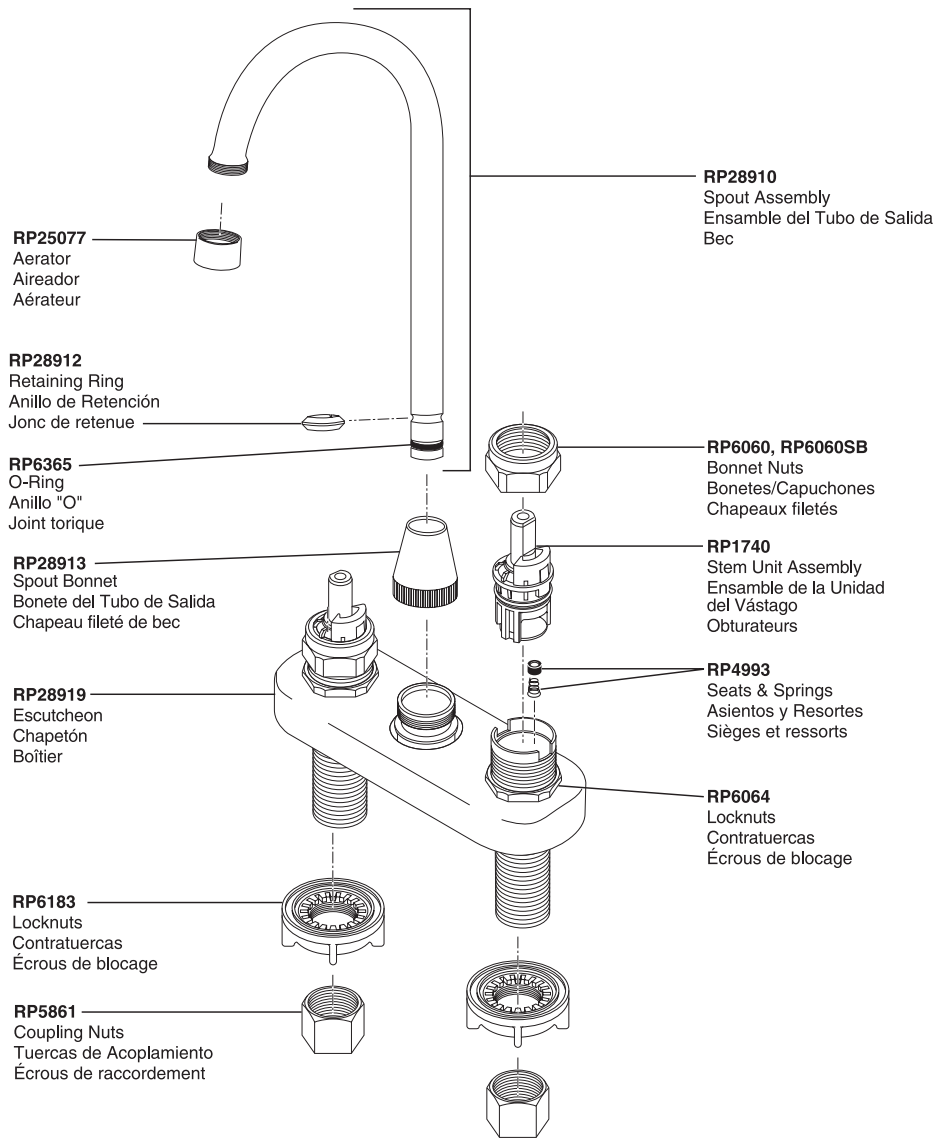 RP28910
Spout Assembly
Ensamble del Tubo de Salida
Bec
RP25077
Aerator
Aireador
Aérateur
RP28912
Retaining Ring
Anillo de Retención
Jonc de retenue
RP6365
O-Ring
Anillo "O"
Joint torique
RP28913
Spout Bonnet
Bonete del Tubo de Salida
Chapeau fileté de bec
RP28919
Escutcheon
Chapetón
Boîtier
RP6183
Locknuts
Contratuercas
Écrous de blocage
RP5861
Coupling Nuts
Tuercas de Acoplamiento
Écrous de raccordement
RP6060, RP6060SB
Bonnet Nuts
Bonetes/Capuchones
Chapeaux filetés
RP1740
Stem Unit Assembly
Ensamble de la Unidad
del Vástago
Obturateurs
RP4993
Seats & Springs
Asientos y Resortes
Sièges et ressorts
RP6064
Locknuts
Contratuercas
Écrous de blocage